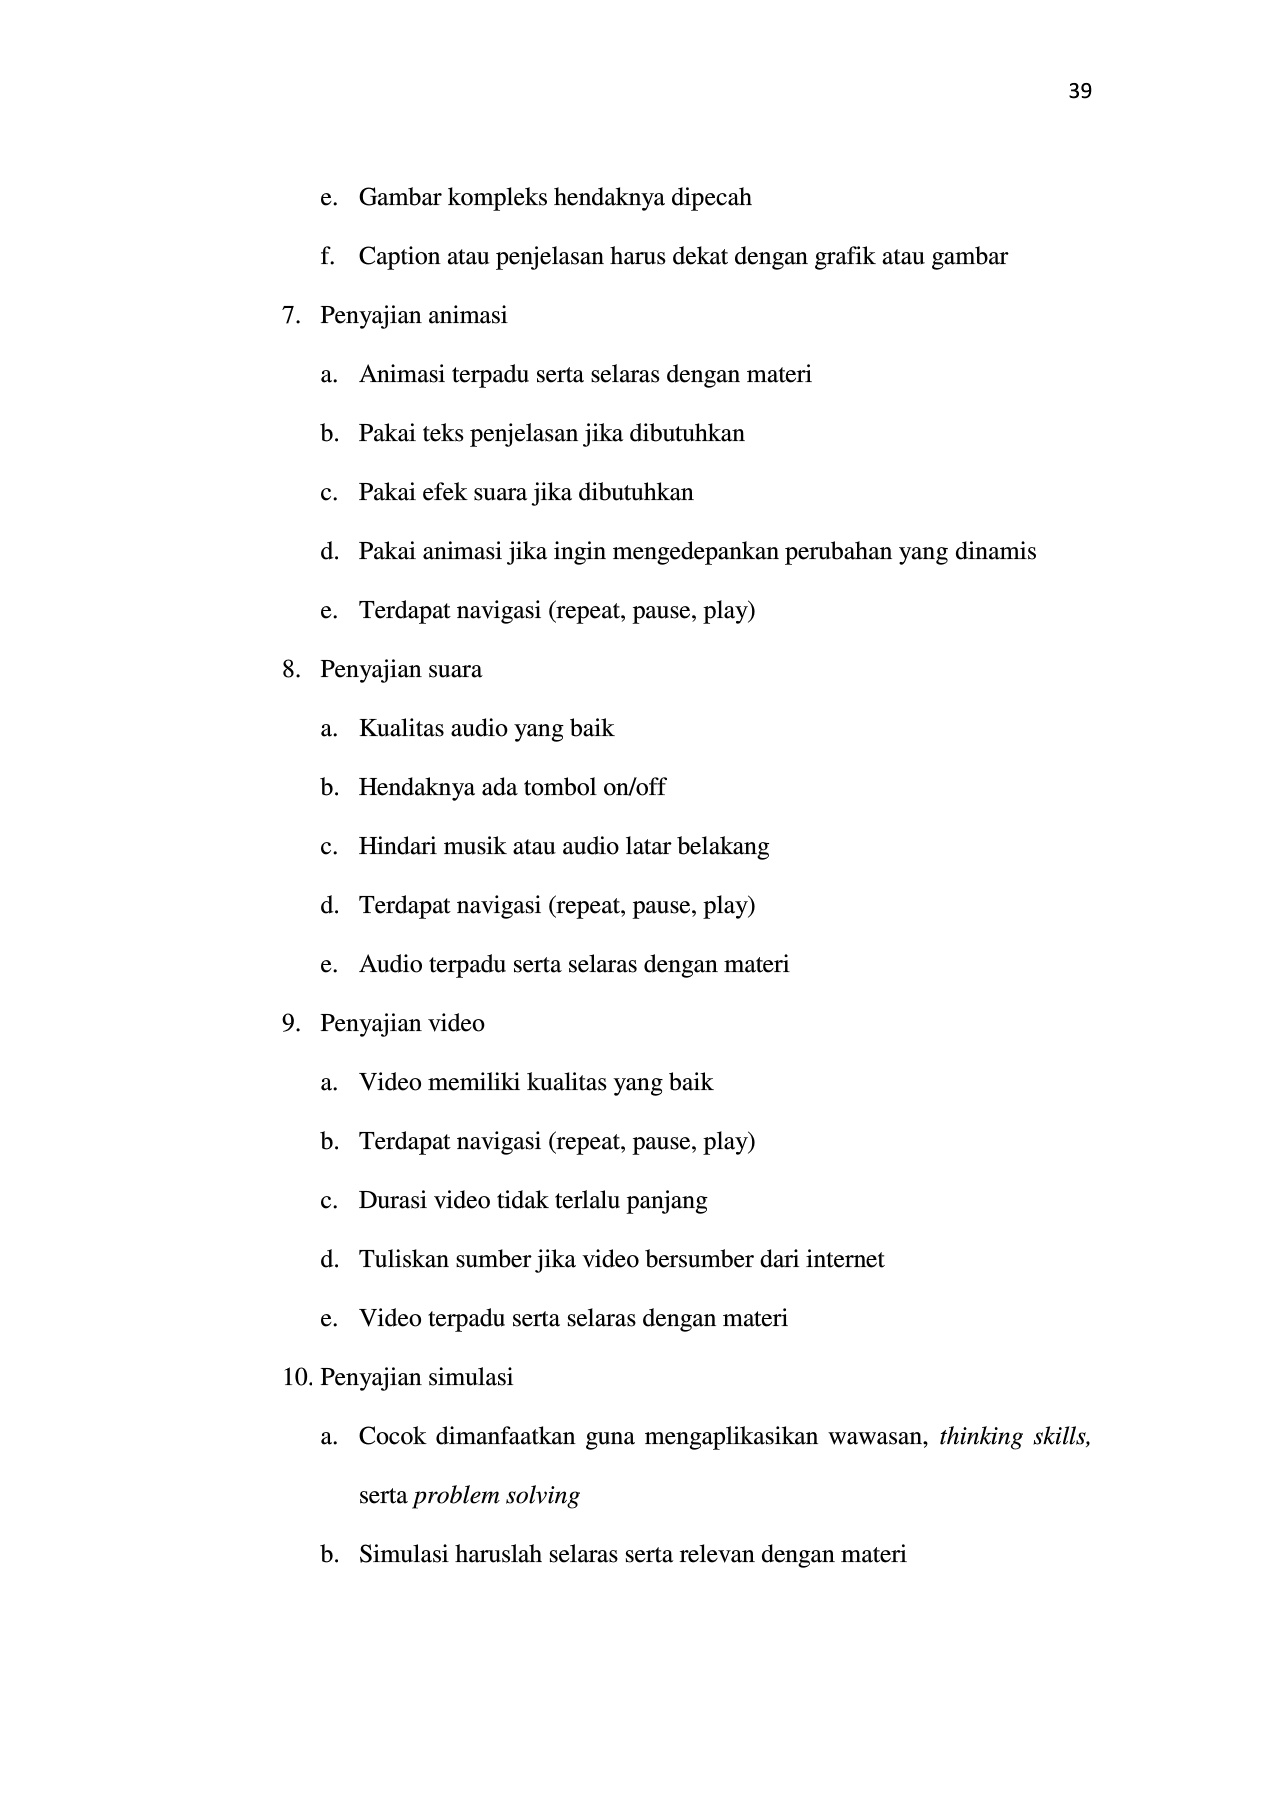 39
e. Gambar kompleks hendaknya dipecah
f. Caption atau penjelasan harus dekat dengan grafik atau gambar
7. Penyajian animasi
a. Animasi terpadu serta selaras dengan materi
b. Pakai teks penjelasan jika dibutuhkan
c. Pakai efek suara jika dibutuhkan
d. Pakai animasi jika ingin mengedepankan perubahan yang dinamis
e. Terdapat navigasi (repeat, pause, play)
8. Penyajian suara
a. Kualitas audio yang baik
b. Hendaknya ada tombol on/off
c. Hindari musik atau audio latar belakang
d. Terdapat navigasi (repeat, pause, play)
e. Audio terpadu serta selaras dengan materi
9. Penyajian video
a. Video memiliki kualitas yang baik
b. Terdapat navigasi (repeat, pause, play)
c. Durasi video tidak terlalu panjang
d. Tuliskan sumber jika video bersumber dari internet
e. Video terpadu serta selaras dengan materi
10. Penyajian simulasi
a. Cocok dimanfaatkan guna mengaplikasikan wawasan, thinking skills,
serta problem solving
b. Simulasi haruslah selaras serta relevan dengan materi